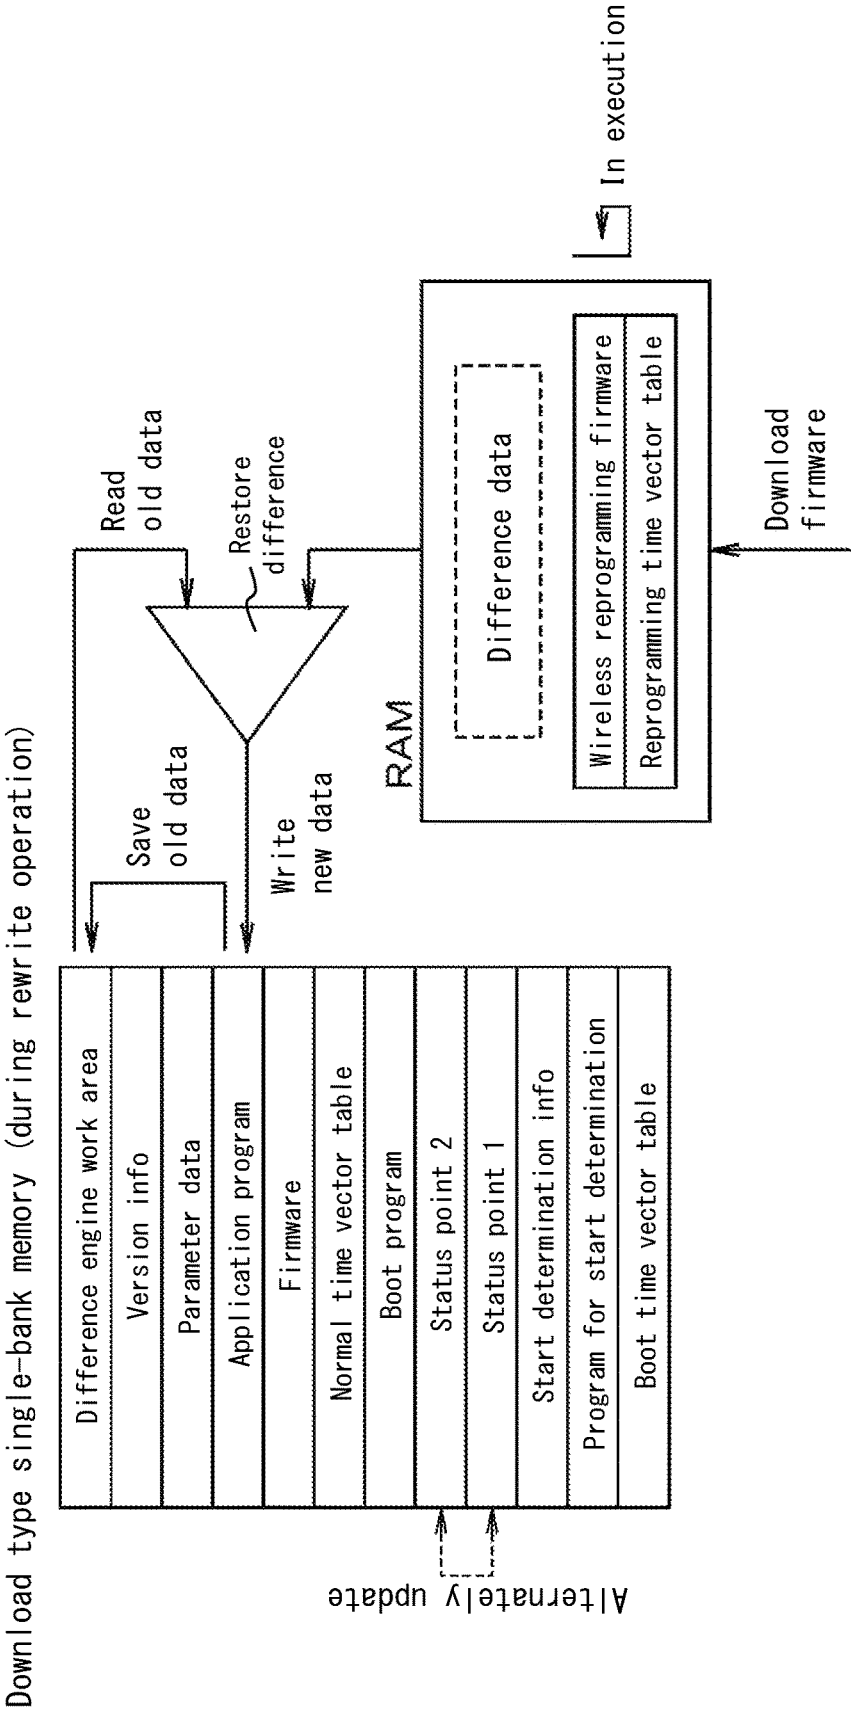 Download type single-bank memory (during rewrite operation)
Difference engine work area
Version info
Parameter data
Application program
Firmware
Normal time vector table
Boot program
Status point 2
Status point 1
Start determination info
Program for start determination
Boot time vector table
Alternately update
Save
old data
Write
new data
Read
old data
Restore
difference
RAM
Difference data
Wireless reprogramming firmware
Reprogramming time vector table
Download
firmware
In execution